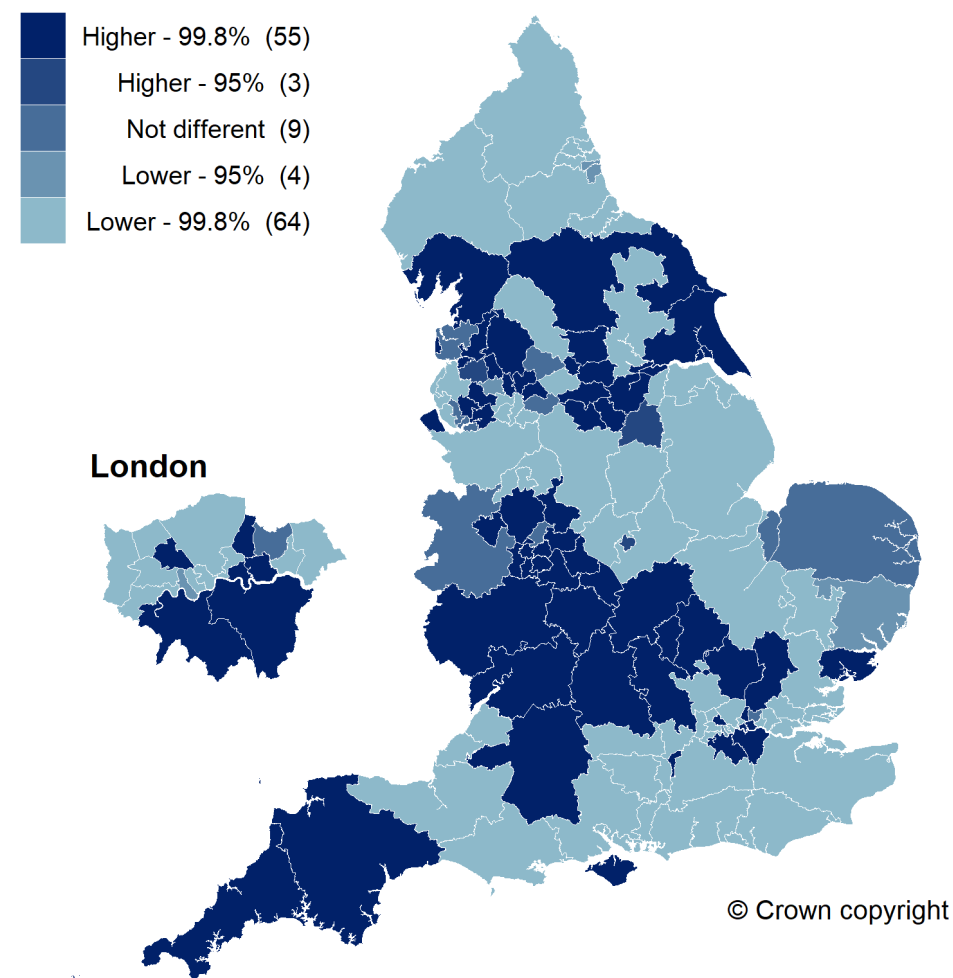 Higher - 99.8% (55)
Higher - 95% (3)
Not different (9)
Lower - 95% (4)
Lower - 99.8% (64)
London
© Crown copyright